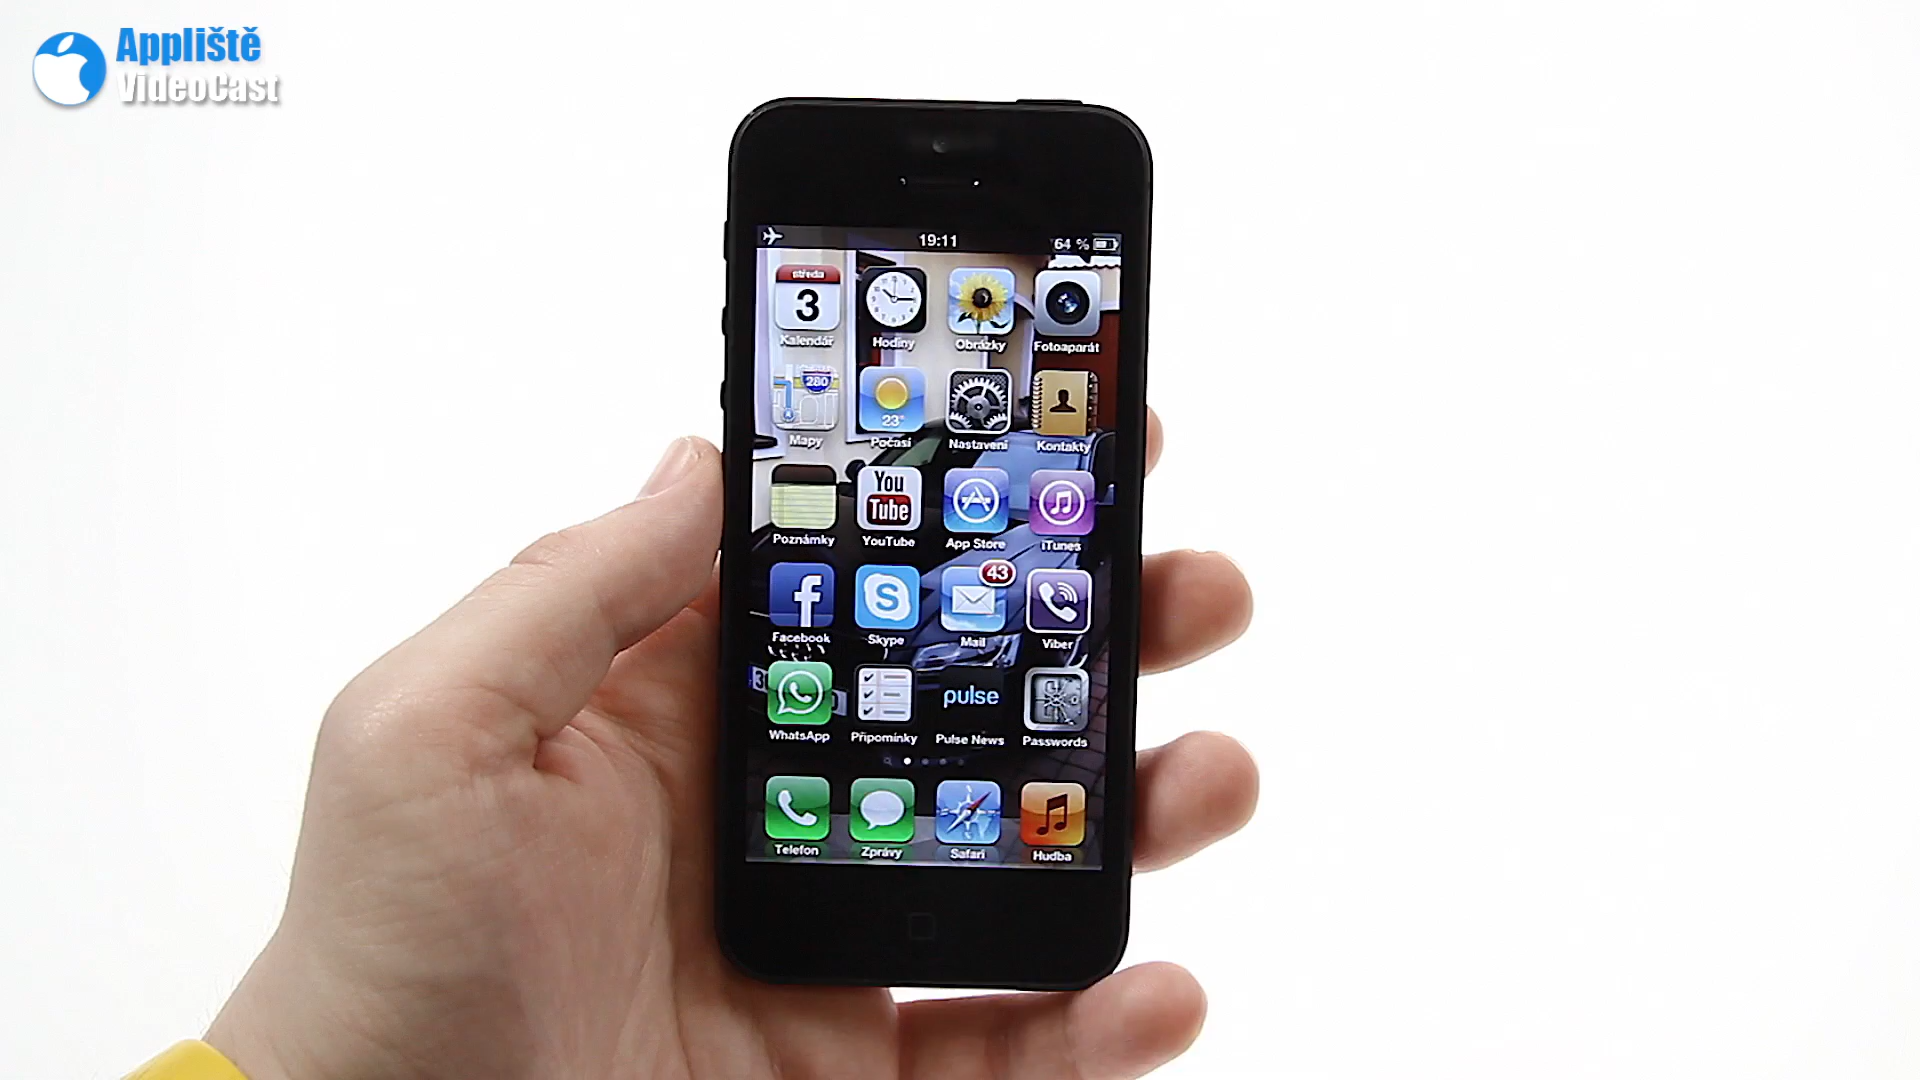 Appliště
VideoCast
19:11
64 %
středa
3
Kalendář
Hodiny
Obrázky
Fotoaparát
280
23°
Mapy
Počasí
Nastavení
Kontakty
You
Tube
Poznámky
YouTube
App Store
iTunes
43
Facebook
Skype
Mail
Viber
pulse
WhatsApp
Připomínky
Pulse News
Passwords
Telefon
Zprávy
Safari
Hudba